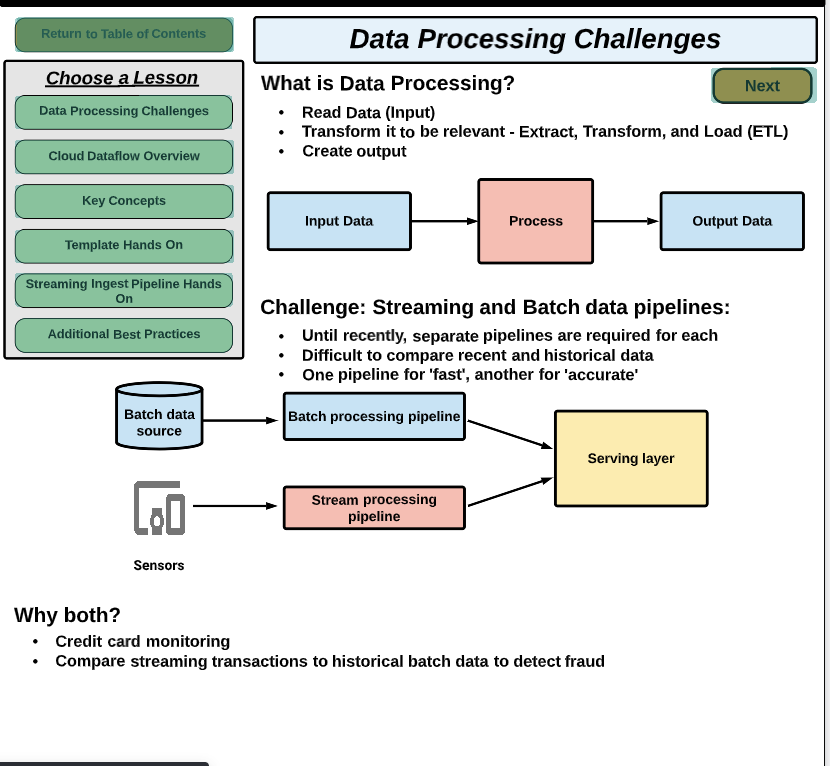 Return to Table of Contents
Choose a Lesson
Data Processing Challenges
Cloud Dataflow Overview
Key Concepts
Template Hands On
Streaming Ingest Pipeline Hands
On
Additional Best Practices
Data Processing Challenges
Next
What is Data Processing?
• Read Data (Input)
• Transform it to be relevant - Extract, Transform, and Load (ETL)
• Create output
Input Data
Process
Output Data
Challenge: Streaming and Batch data pipelines:
• Until recently, separate pipelines are required for each
• Difficult to compare recent and historical data
• One pipeline for 'fast', another for 'accurate'
Batch data
source
Batch processing pipeline
Serving layer
Stream processing
pipeline
Sensors
Why both?
• Credit card monitoring
• Compare streaming transactions to historical batch data to detect fraud